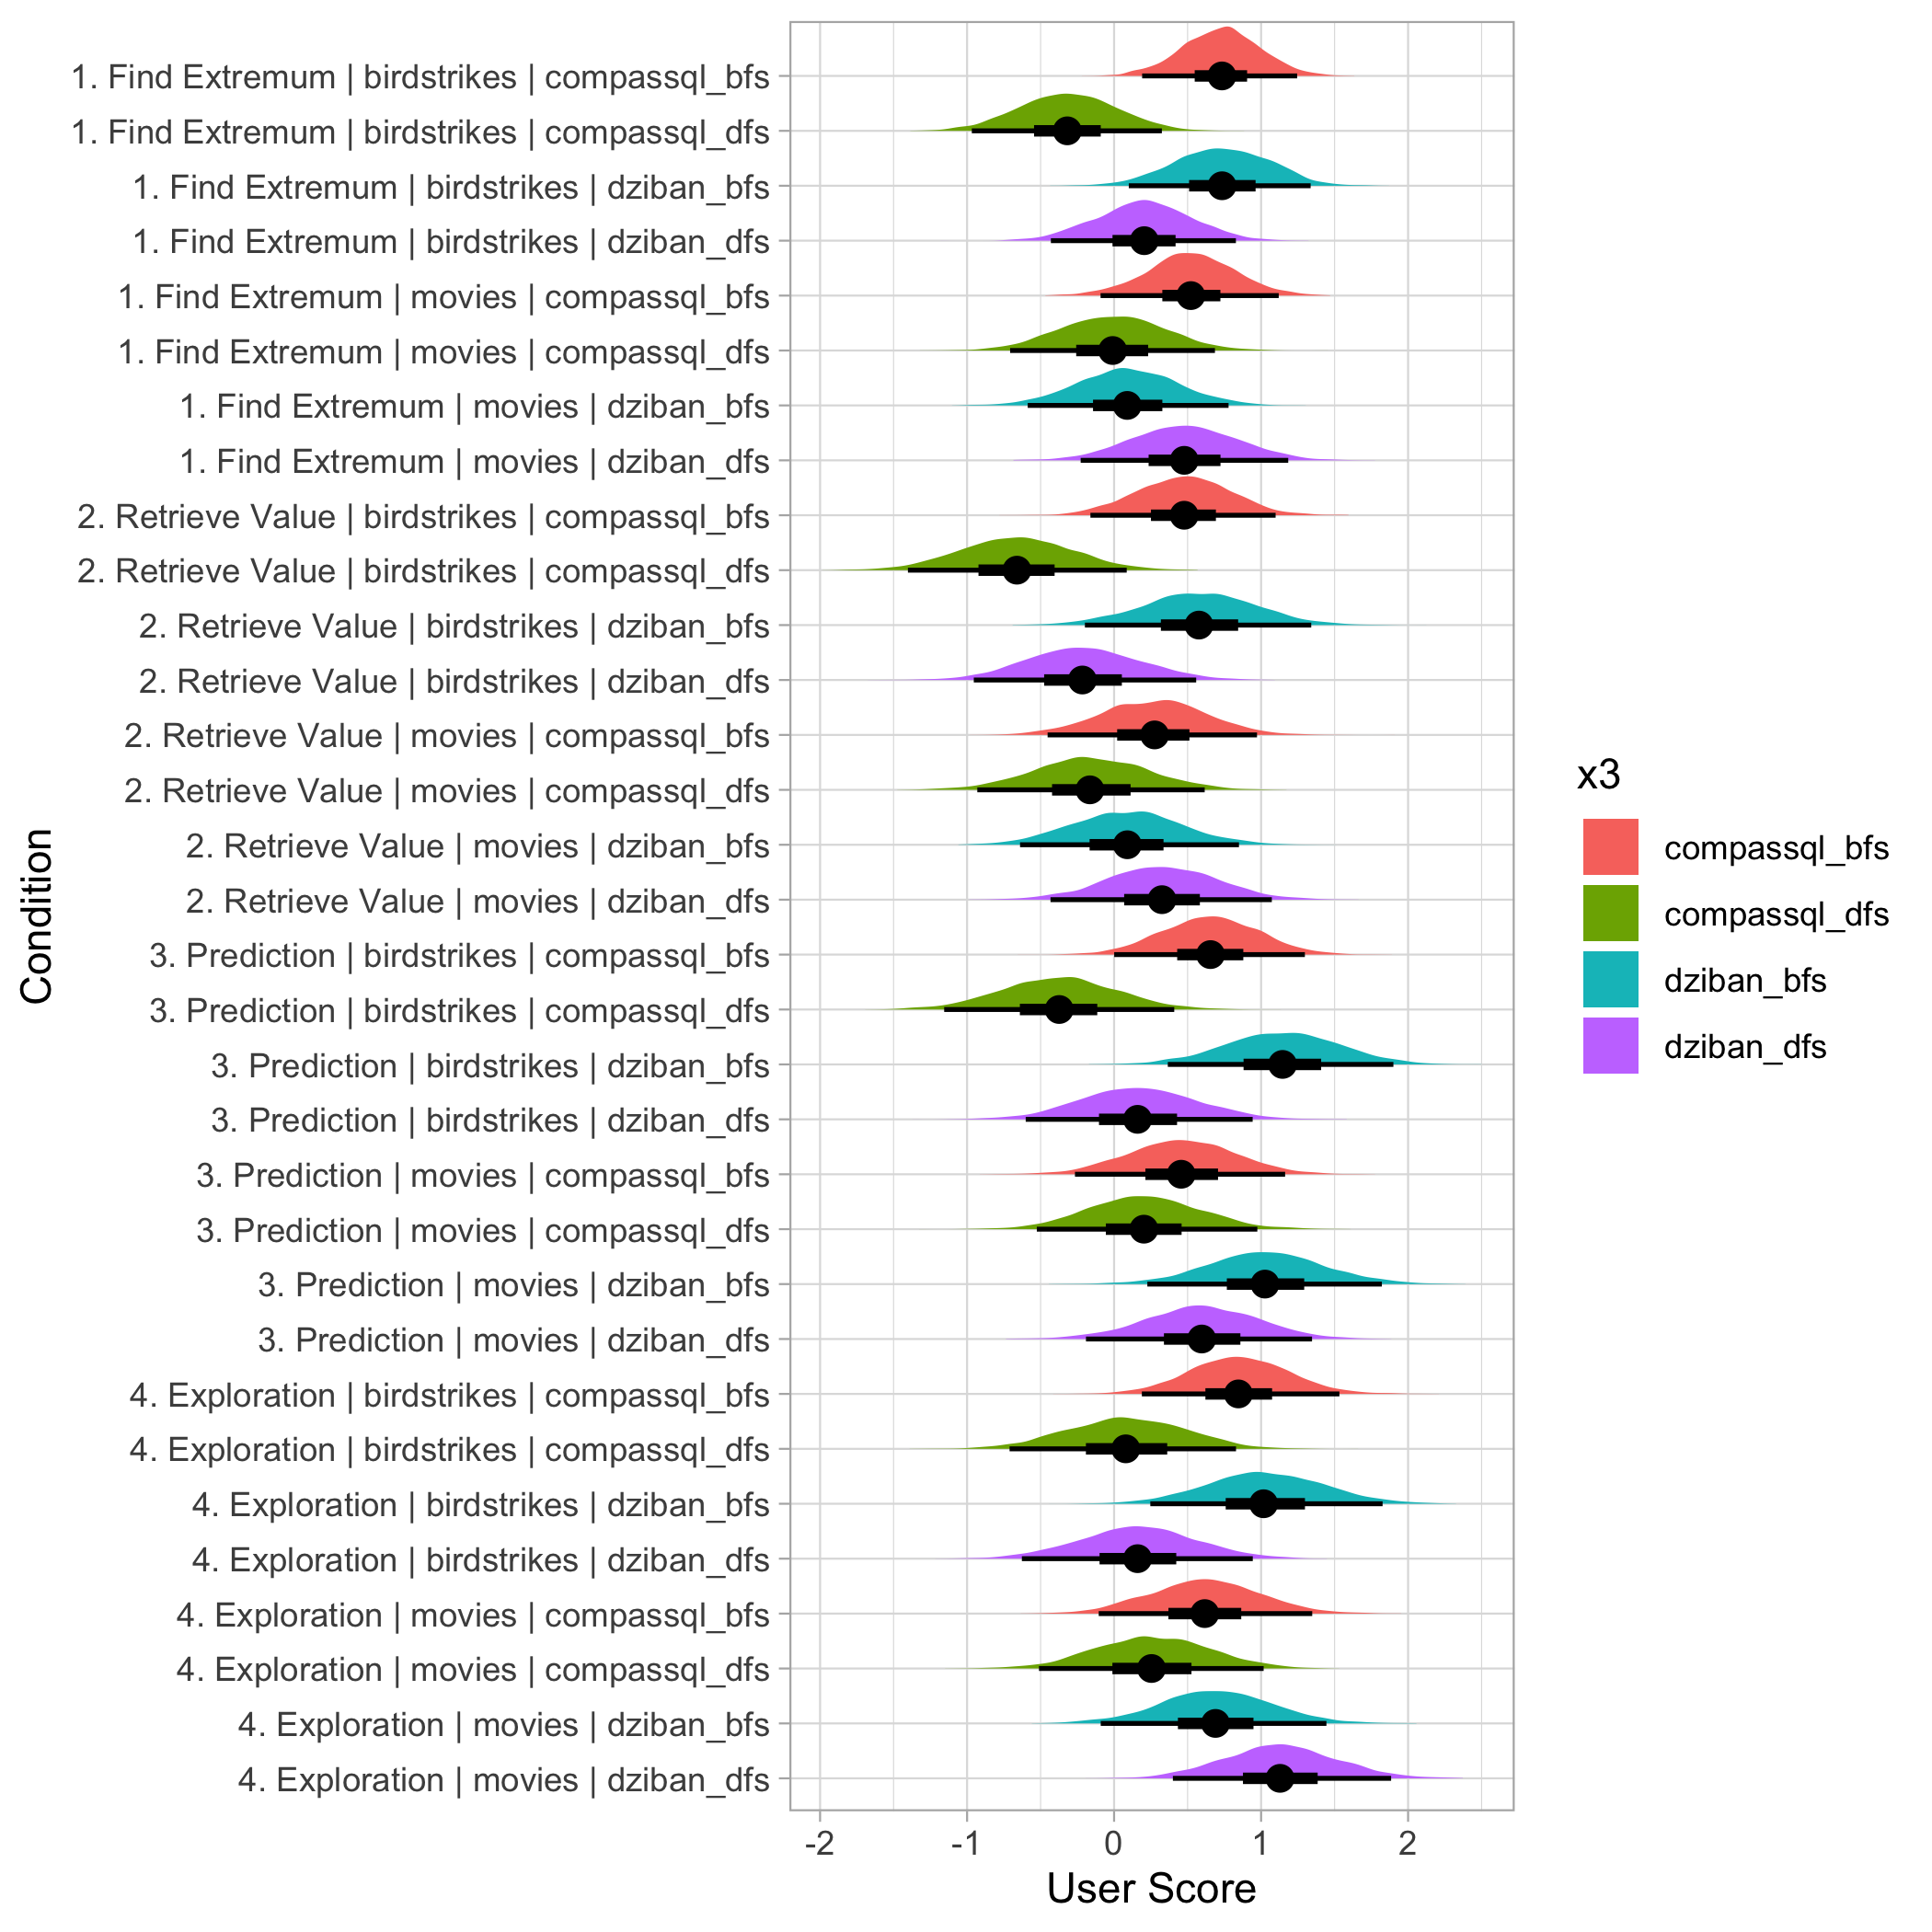 1. Find Extremum | birdstrikes | compassql_bfs
1. Find Extremum | birdstrikes | compassql_dfs
1. Find Extremum | birdstrikes | dziban_bfs
1. Find Extremum | birdstrikes | dziban_dfs
1. Find Extremum | movies | compassql_bfs
1. Find Extremum | movies | compassql_dfs
1. Find Extremum | movies | dziban_bfs
1. Find Extremum | movies | dziban_dfs
2. Retrieve Value | birdstrikes | compassql_bfs
2. Retrieve Value | birdstrikes | compassql_dfs
2. Retrieve Value | birdstrikes | dziban_bfs
2. Retrieve Value | birdstrikes | dziban_dfs
2. Retrieve Value | movies | compassql_bfs
2. Retrieve Value | movies | compassql_dfs
2. Retrieve Value | movies | dziban_bfs
2. Retrieve Value | movies | dziban_dfs
3. Prediction | birdstrikes | compassql_bfs
3. Prediction | birdstrikes | compassql_dfs
3. Prediction | birdstrikes | dziban_bfs
3. Prediction | birdstrikes | dziban_dfs
3. Prediction | movies | compassql_bfs
3. Prediction | movies | compassql_dfs
3. Prediction | movies | dziban_bfs
3. Prediction | movies | dziban_dfs
4. Exploration | birdstrikes | compassql_bfs
4. Exploration | birdstrikes | compassql_dfs
4. Exploration | birdstrikes | dziban_bfs
4. Exploration | birdstrikes | dziban_dfs
4. Exploration | movies | compassql_bfs
4. Exploration | movies | compassql_dfs
4. Exploration | movies | dziban_bfs
4. Exploration | movies | dziban_dfs
Condition
-2 -1 0 1 2
User Score
x3
compassql_bfs
compassql_dfs
dziban_bfs
dziban_dfs